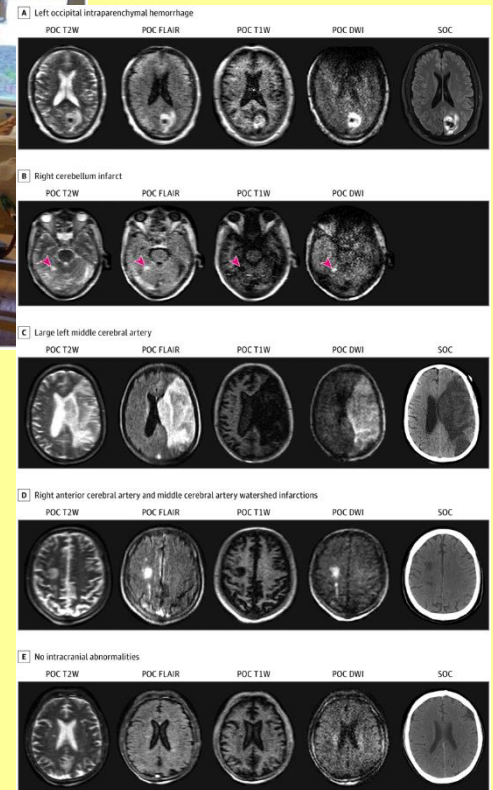 A Left occipital intraparenchymal hemorrhage
POC T2W POC FLAIR POC T1W POC DWI SOC
B Right cerebellum infarct
POC T2W POC FLAIR POC T1W POC DWI
C Large left middle cerebral artery
POC T2W POC FLAIR POC T1W POC DWI SOC
D Right anterior cerebral artery and middle cerebral artery watershed infarctions
POC T2W POC FLAIR POC T1W POC DWI SOC
E No intracranial abnormalities
POC T2W POC FLAIR POC T1W POC DWI SOC